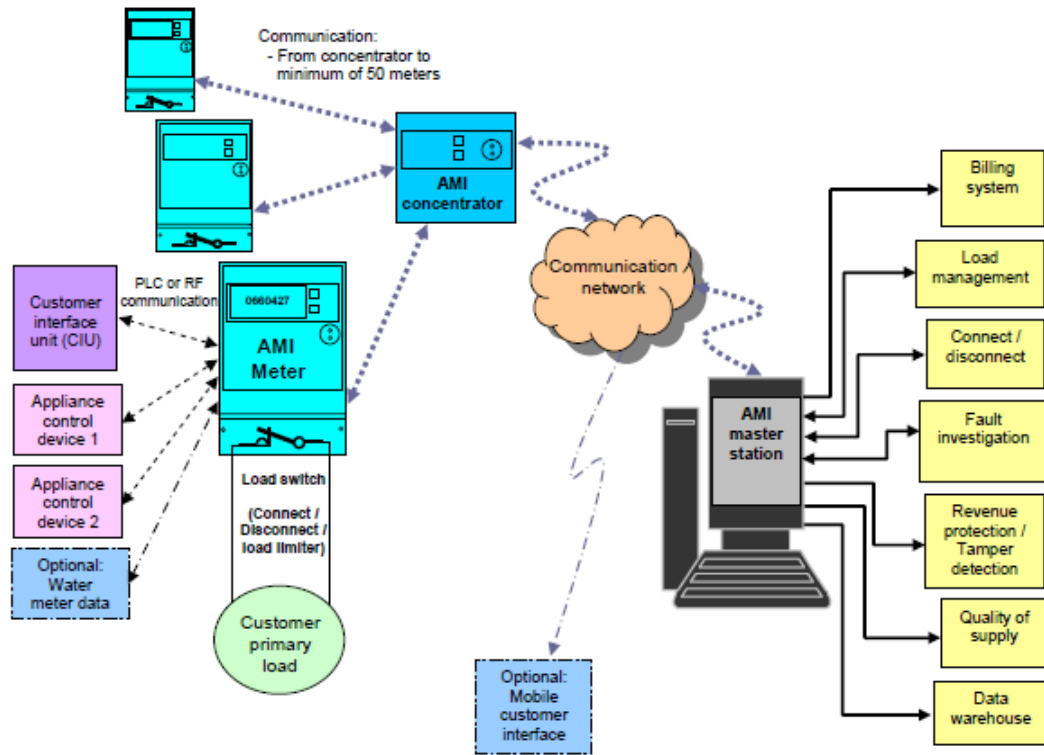 Communication:
- From concentrator to
minimum of 50 meters
AMI
concentrator
Communication
network
PLC or RF
communication
Customer
interface
unit (CIU)
0660427
AMI
Meter
Appliance
control
device 1
Appliance
control
device 2
Optional:
Water
meter data
Load switch
(Connect /
Disconnect /
load limiter)
Customer
primary
load
Optional:
Mobile
customer
interface
AMI
master
station
Billing
system
Load
management
Connect /
disconnect
Fault
investigation
Revenue
protection /
Tamper
detection
Quality of
supply
Data
warehouse